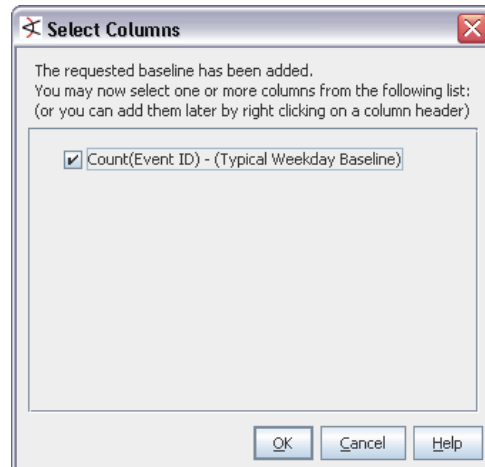 Select Columns
The requested baseline has been added.
You may now select one or more columns from the following list:
(or you can add them later by right clicking on a column header)
Count(Event ID) - (Typical Weekday Baseline)
OK Cancel Help